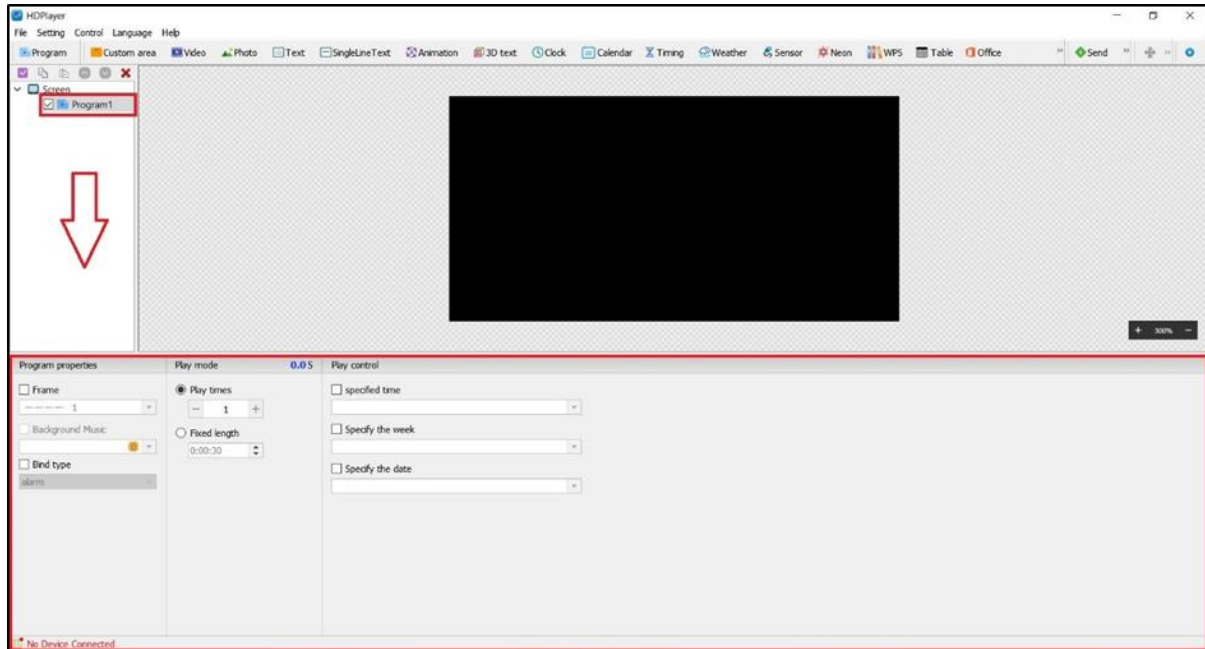 HDPlayer
File Setting Control Language Help
Program Custom area Video Photo Text SingleLineText Animation 3D text Clock Calendar Timing Weather Sensor Neon WPS Table Office » Send » »
Screen
Program1
+ 300% −
Program properties Play mode 0.0 S Play control
Frame Play times specified time
1 − 1 +
Background Music Fixed length Specify the week
0:00:30
Bind type Specify the date
alarm
No Device Connected